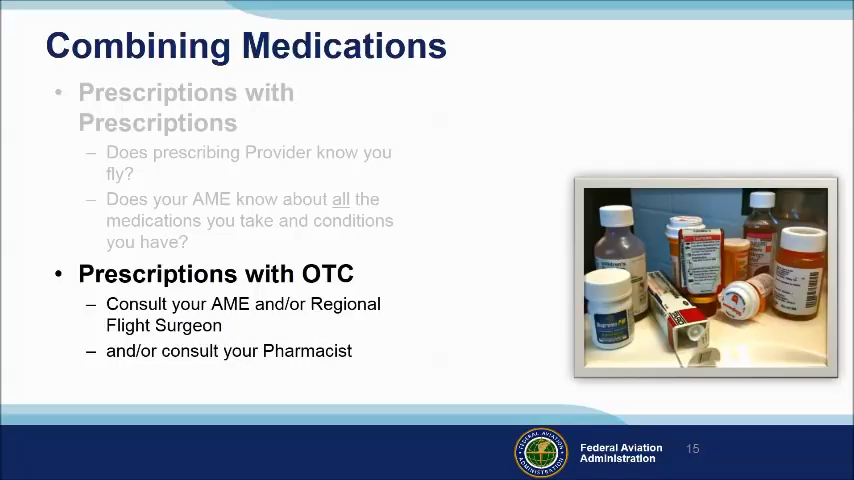 Combining Medications
• Prescriptions with
Prescriptions
– Does prescribing Provider know you
fly?
– Does your AME know about all the
medications you take and conditions
you have?
• Prescriptions with OTC
– Consult your AME and/or Regional
Flight Surgeon
– and/or consult your Pharmacist
Federal Aviation
Administration
15